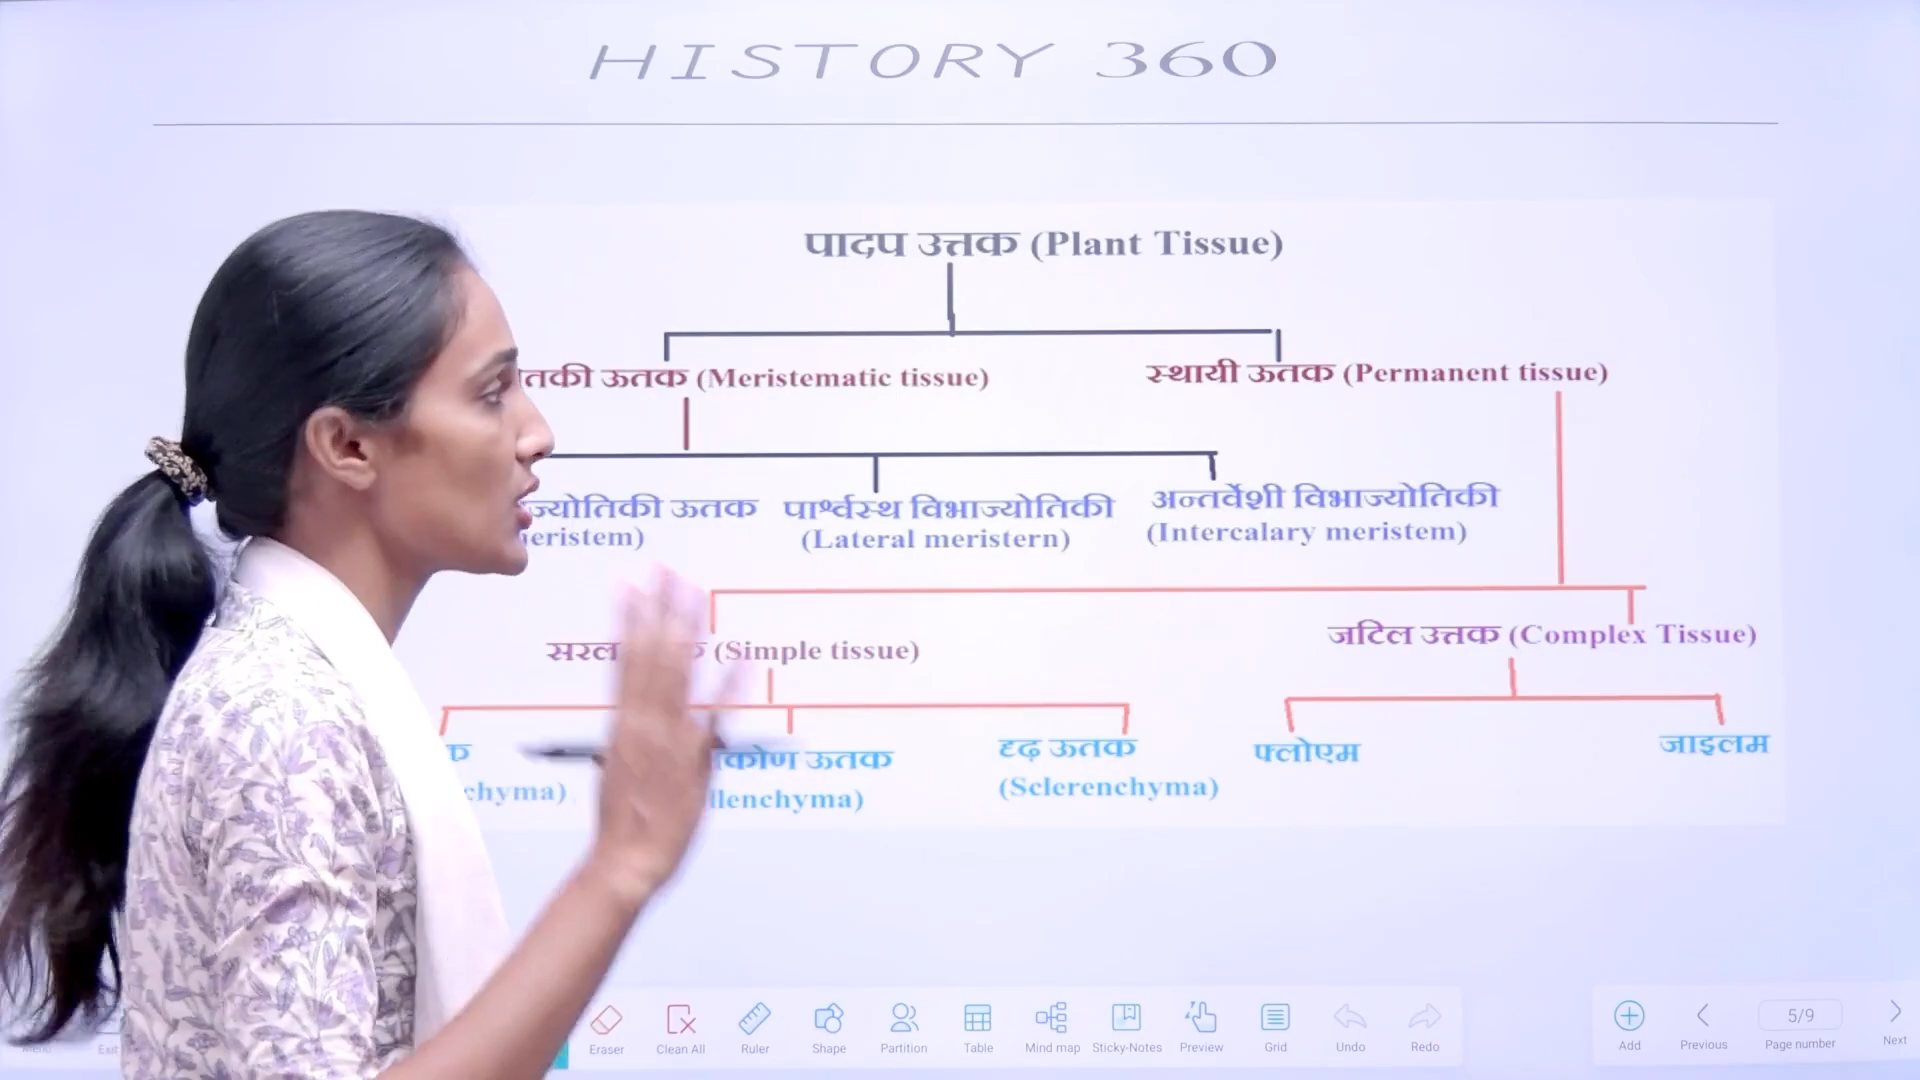 HISTORY 360
पादप उत्तक (Plant Tissue)
तकी ऊतक (Meristematic tissue)
स्थायी ऊतक (Permanent tissue)
ज्योतिकी ऊतक
पार्श्वस्थ विभाज्योतिकी
अन्तर्वेशी विभाज्योतिकी
eristem)
(Lateral meristern)
(Intercalary meristem)
सरल (Simple tissue)
जटिल उत्तक (Complex Tissue)
क
कोण ऊतक
दृढ़ ऊतक
फ्लोएम
जाइलम
chyma)
llenchyma)
(Sclerenchyma)
Eraser
Clean All
Ruler
Shape
Partition
Table
Mind map
Sticky-Notes
Preview
Grid
Undo
Redo
Add
Previous
5/9
Page number
Next